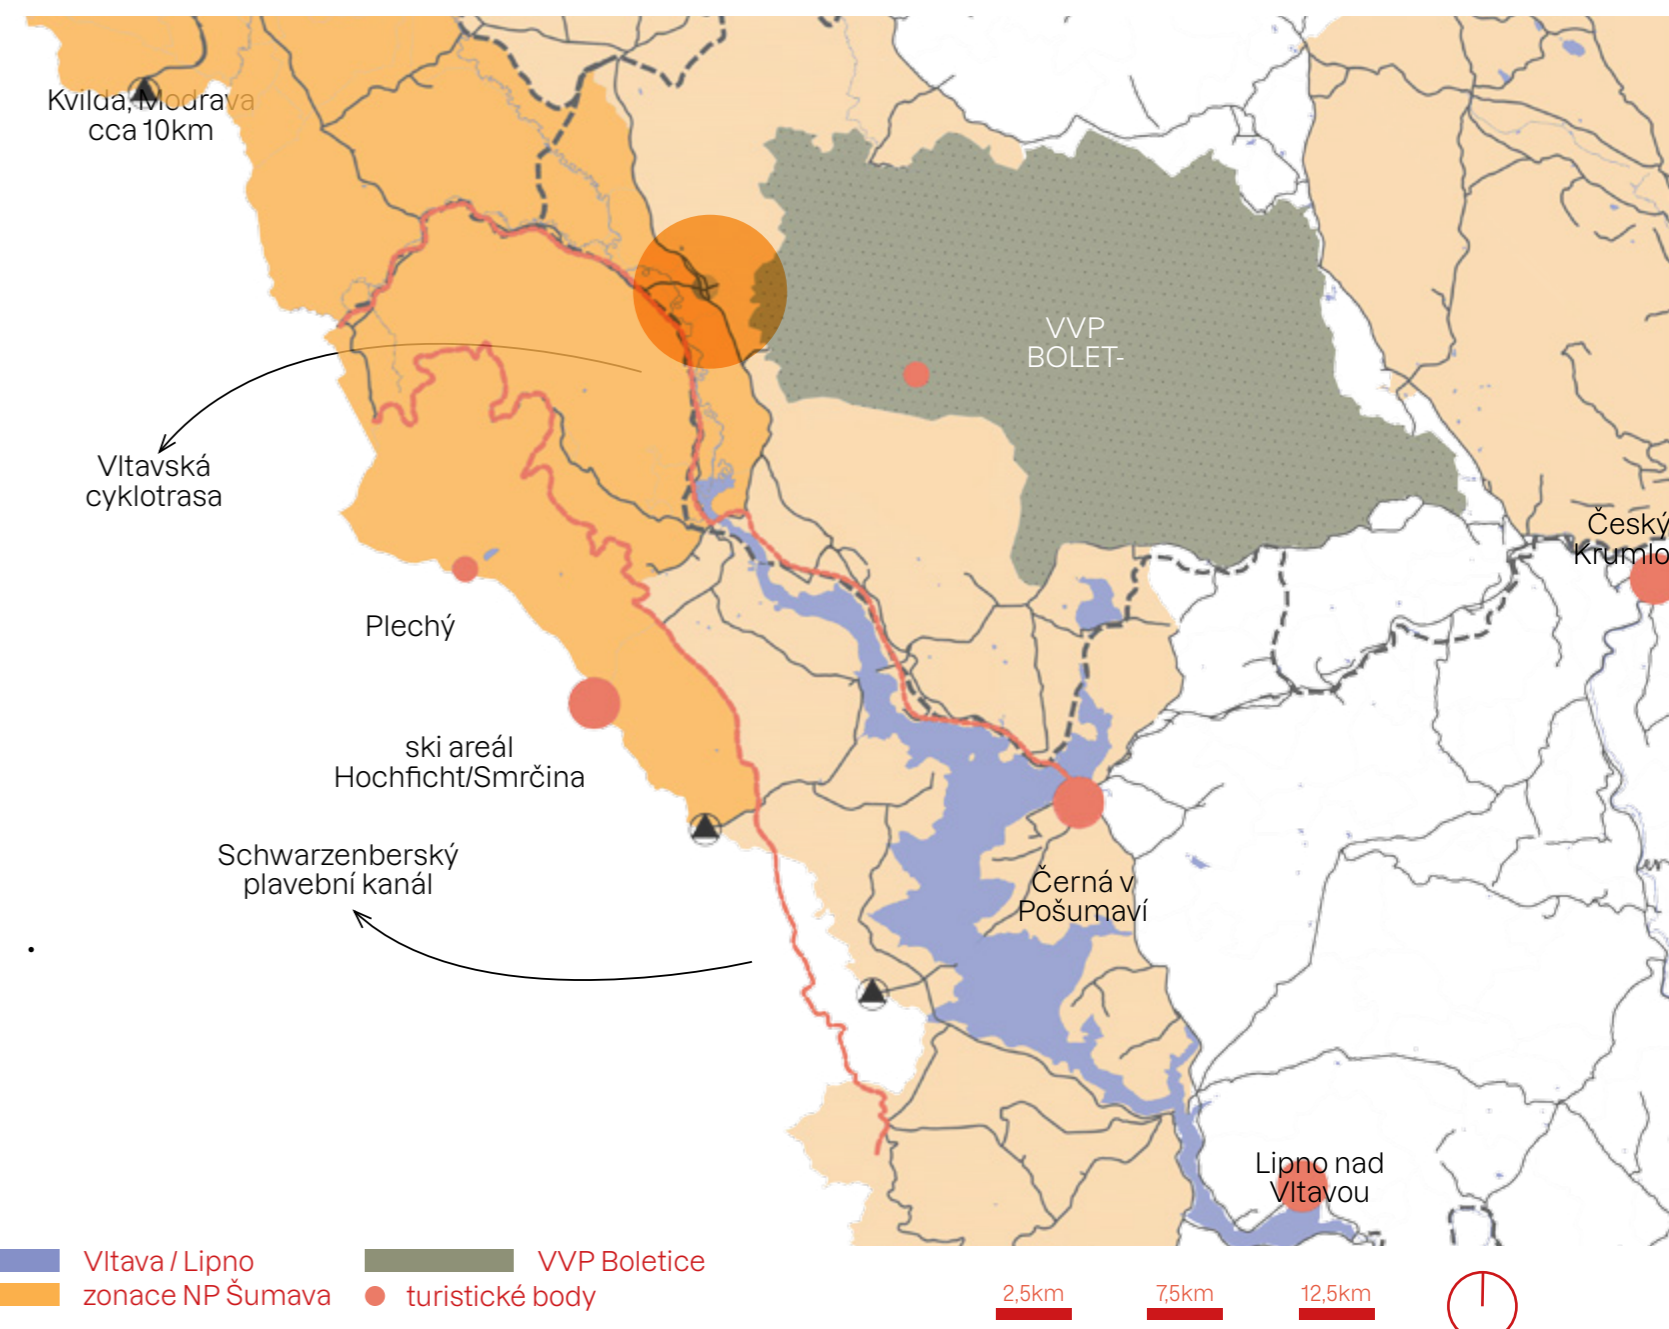 Kvilda, Modrava
cca 10km
VVP
BOLET-
Vltavská
cyklotrasa
Český
Krumlo
Plechý
ski areál
Hochficht/Smrčina
Schwarzenberský
plavební kanál
Černá v
Pošumaví
Lipno nad
Vltavou
Vltava / Lipno
VVP Boletice
zonace NP Šumava
turistické body
2,5km
7,5km
12,5km